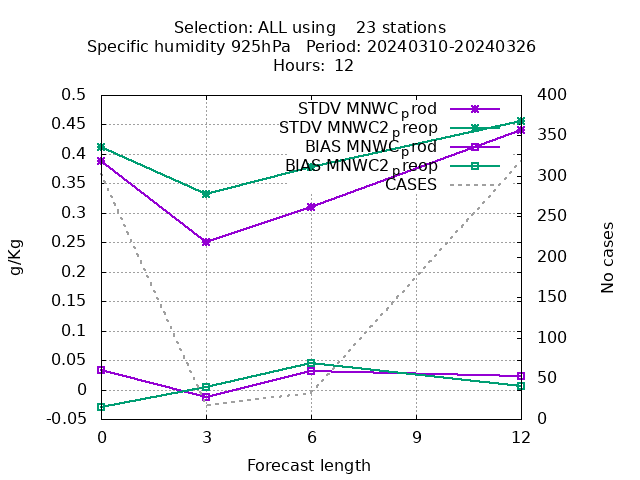 Selection: ALL using    23 stations
Specific humidity 925hPa   Period: 20240310-20240326
Hours:  12
STDV MNWC_prod
STDV MNWC2_preop
BIAS MNWC_prod
BIAS MNWC2_preop
CASES
0.5
0.45
0.4
0.35
0.3
0.25
0.2
0.15
0.1
0.05
0
-0.05
g/Kg
400
350
300
250
200
150
100
50
0
No cases
0 3 6 9 12
Forecast length